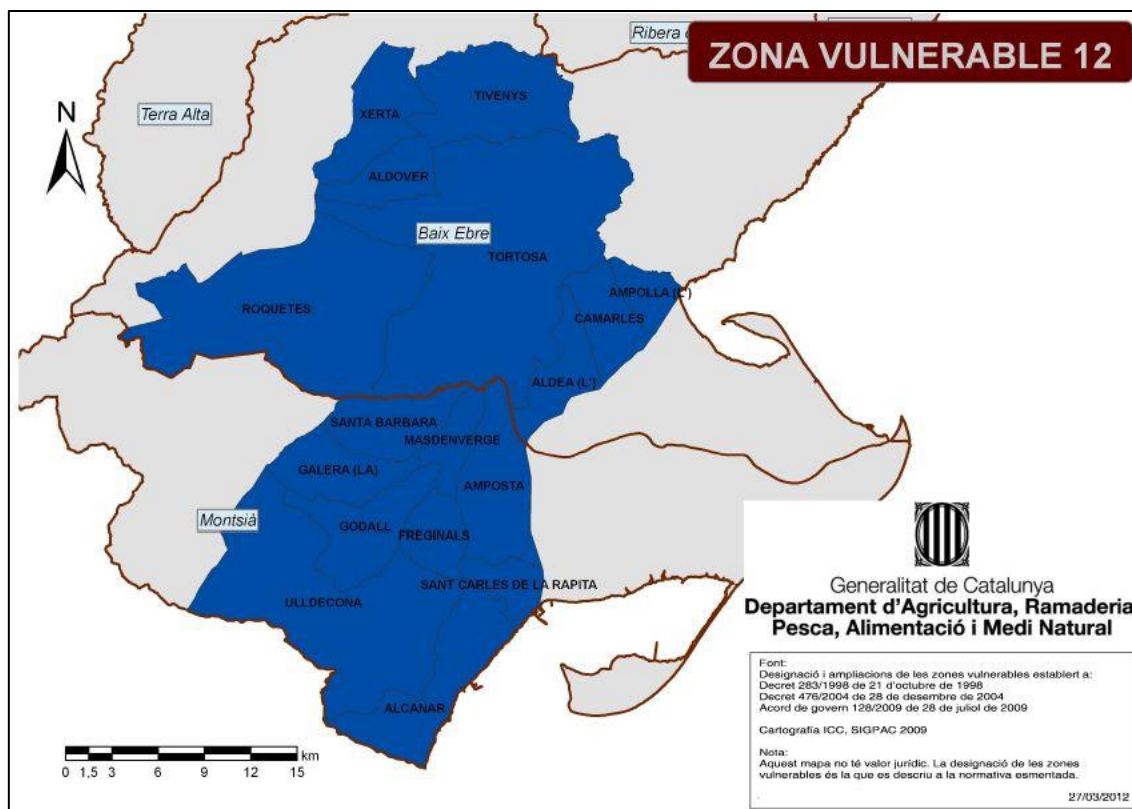 ZONA VULNERABLE 12
Ribera
Terra Alta
N
TIVENYS
XERTA
ALDOVER
Baix Ebre
TORTOSA
ROQUETES
AMPOLLA (L')
CAMARLES
ALDEA (L')
SANTA BARBARA
MASDENVERGE
GALERA (LA)
AMPOSTA
Montsià
GODALL
FREGINALS
SANT CARLES DE LA RAPITA
ULLDECONA
ALCANAR
km
0 1,5 3 6 9 12 15
Generalitat de Catalunya
Departament d'Agricultura, Ramaderia
Pesca, Alimentació i Medi Natural
Font:
Designació i ampliacions de les zones vulnerables establert a:
Decret 283/1998 de 21 d'octubre de 1998
Decret 476/2004 de 28 de desembre de 2004
Acord de govern 128/2009 de 28 de juliol de 2009
Cartografía ICC, SIGPAC 2009
Nota:
Aquest mapa no té valor jurídic. La designació de les zones
vulnerables és la que es descriu a la normativa esmentada.
27/03/2012